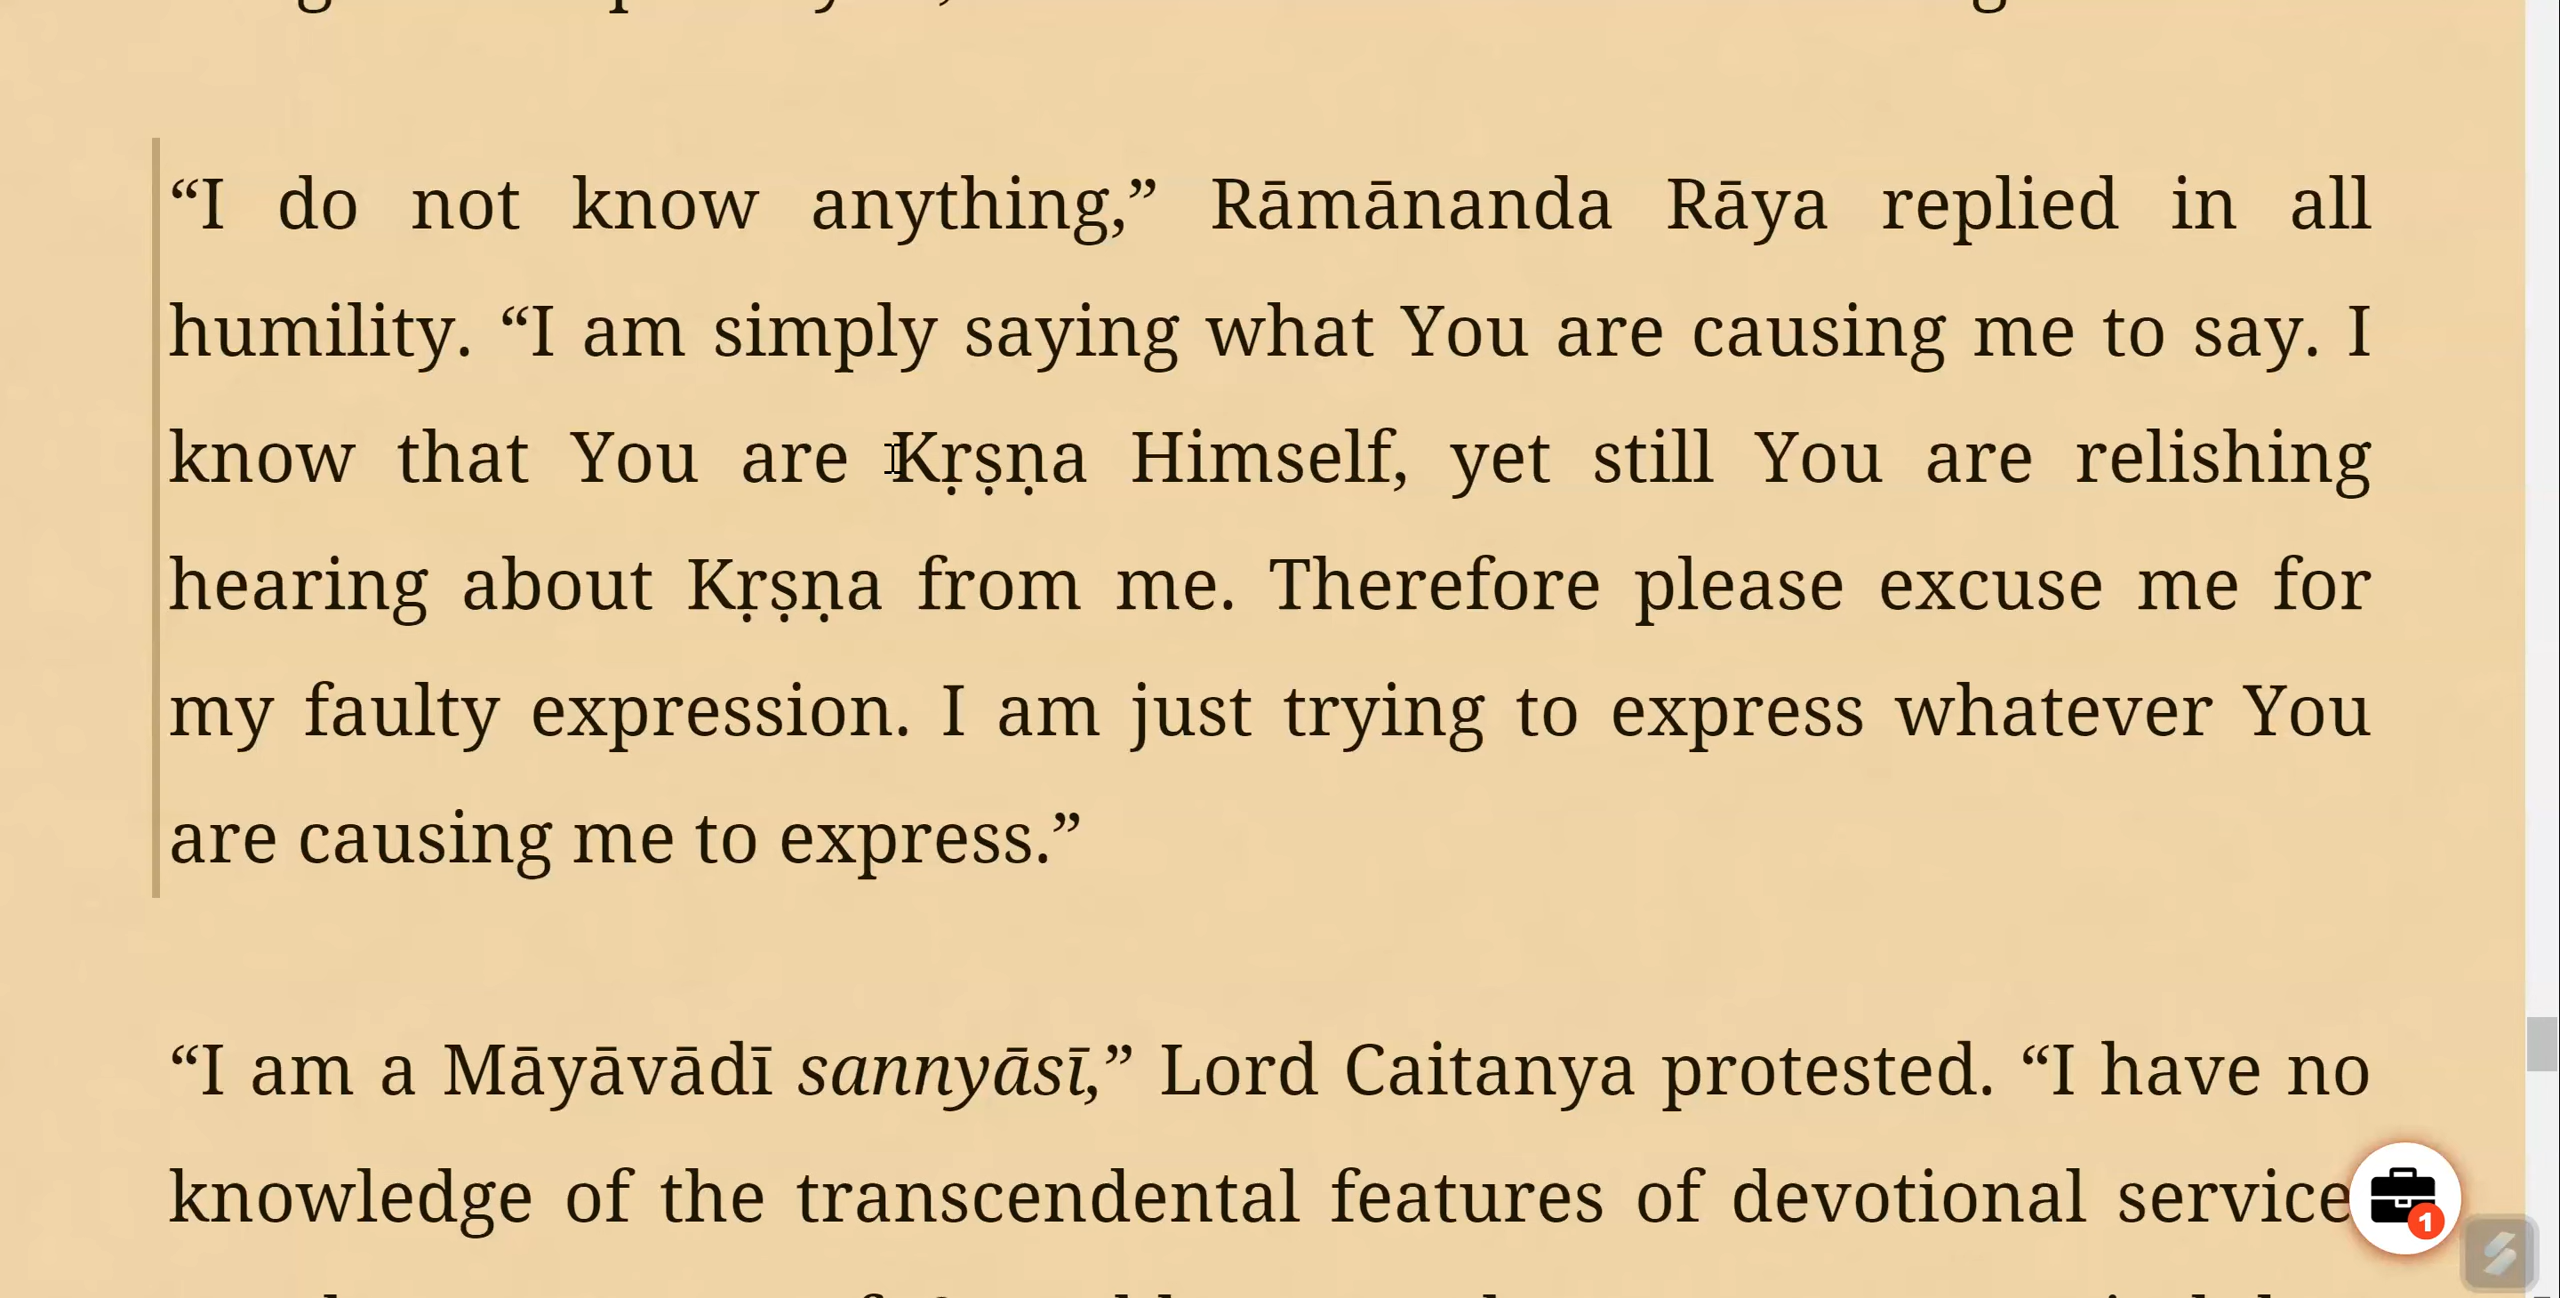 “I do not know anything,” Rāmānanda Rāya replied in all
humility. “I am simply saying what You are causing me to say. I
know that You are Kṛṣṇa Himself, yet still You are relishing
hearing about Kṛṣṇa from me. Therefore please excuse me for
my faulty expression. I am just trying to express whatever You
are causing me to express.”
“I am a Māyāvādī sannyāsī,” Lord Caitanya protested. “I have no
knowledge of the transcendental features of devotional service
1